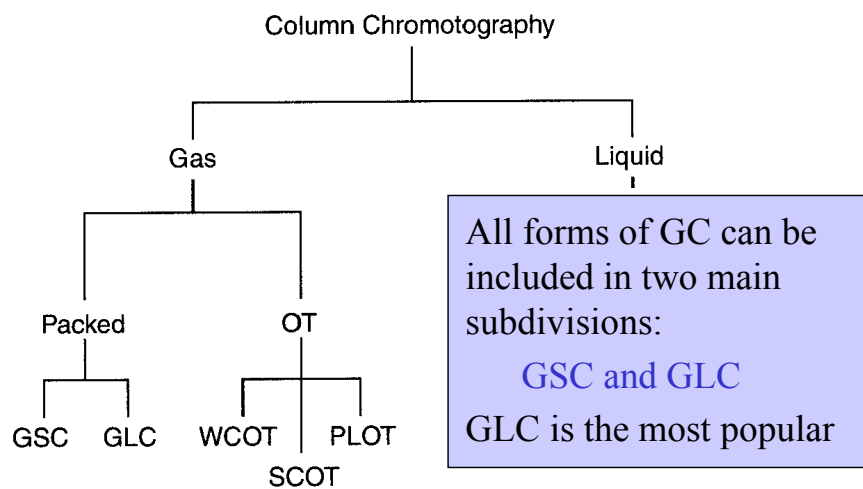 Column Chromotography
Gas
Liquid
Packed
OT
GSC
GLC
WCOT
SCOT
PLOT
All forms of GC can be
included in two main
subdivisions:
GSC and GLC
GLC is the most popular